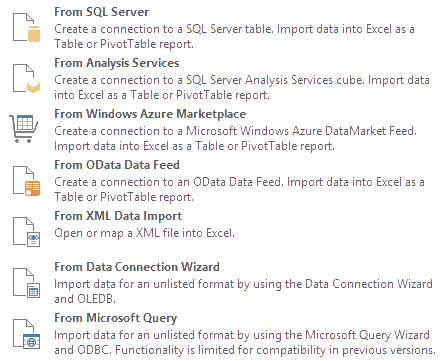 From SQL Server
Create a connection to a SQL Server table. Import data into Excel as a
Table or PivotTable report.
From Analysis Services
Create a connection to a SQL Server Analysis Services cube. Import data
into Excel as a Table or PivotTable report.
From Windows Azure Marketplace
Create a connection to a Microsoft Windows Azure DataMarket Feed.
Import data into Excel as a Table or PivotTable report.
From OData Data Feed
Create a connection to an OData Data Feed. Import data into Excel as a
Table or PivotTable report.
From XML Data Import
Open or map a XML file into Excel.
From Data Connection Wizard
Import data for an unlisted format by using the Data Connection Wizard
and OLEDB.
From Microsoft Query
Import data for an unlisted format by using the Microsoft Query Wizard
and ODBC. Functionality is limited for compatibility in previous versions.